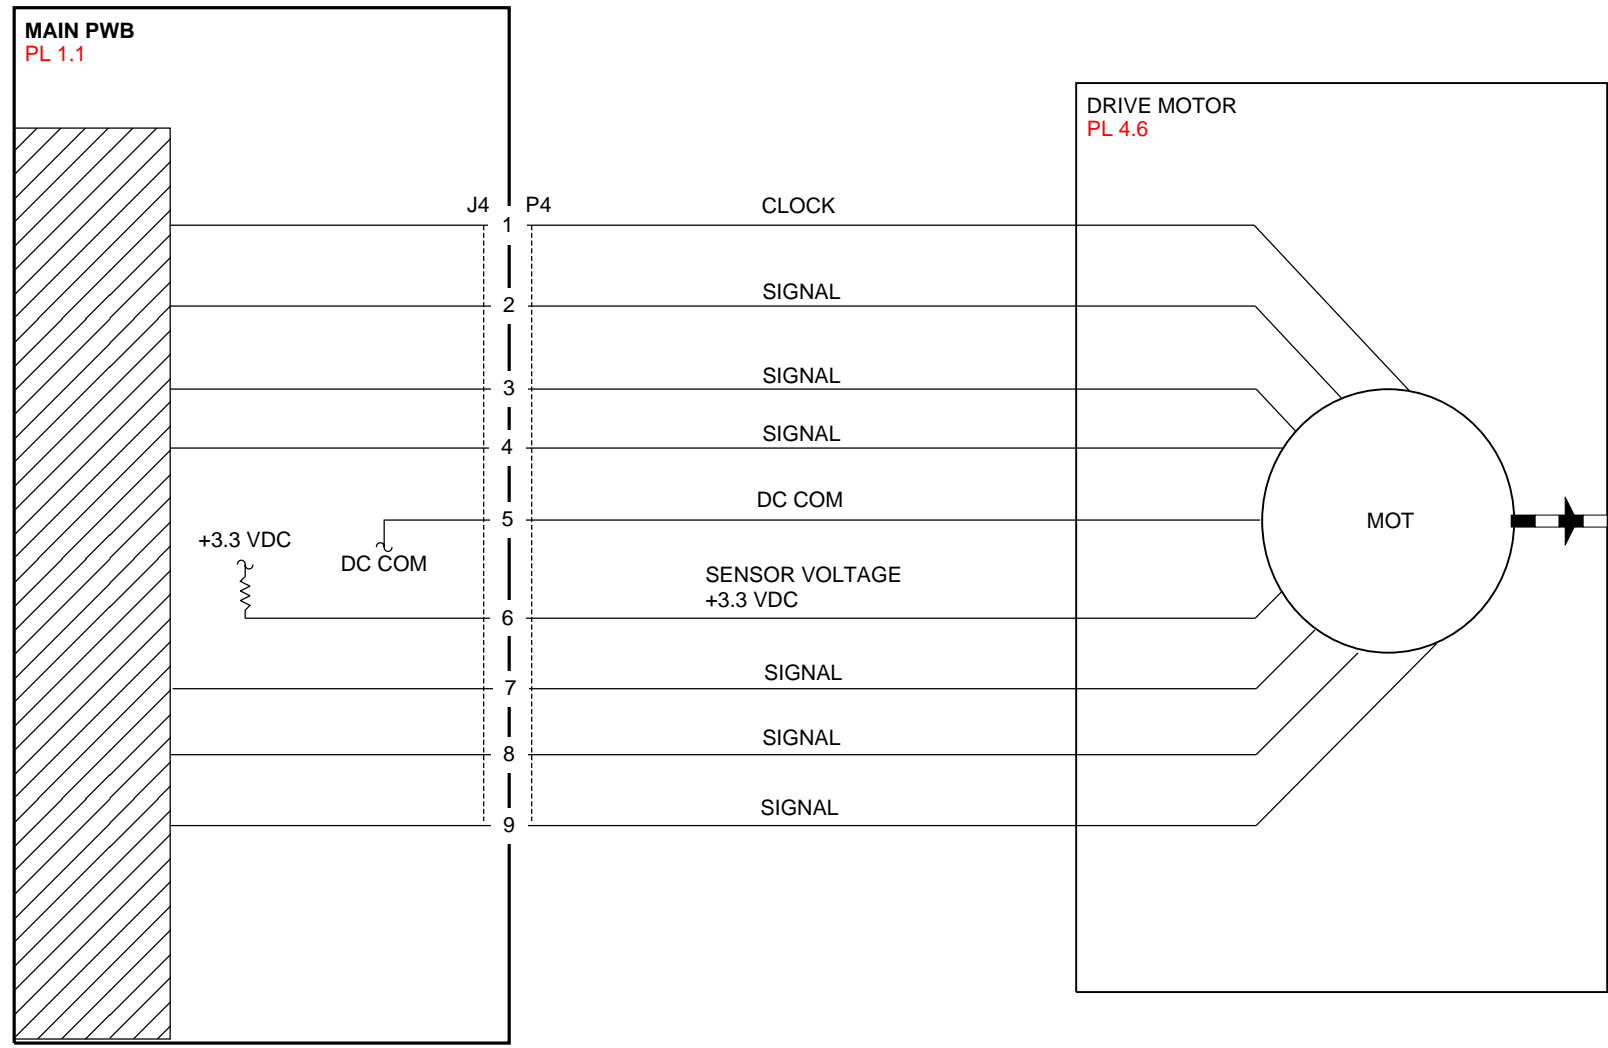 MAIN PWB
PL 1.1
DRIVE MOTOR
PL 4.6
J4 P4
CLOCK
1
SIGNAL
2
SIGNAL
3
SIGNAL
4
DC COM
5
MOT
+3.3 VDC
DC COM
SENSOR VOLTAGE
+3.3 VDC
6
SIGNAL
7
SIGNAL
8
SIGNAL
9